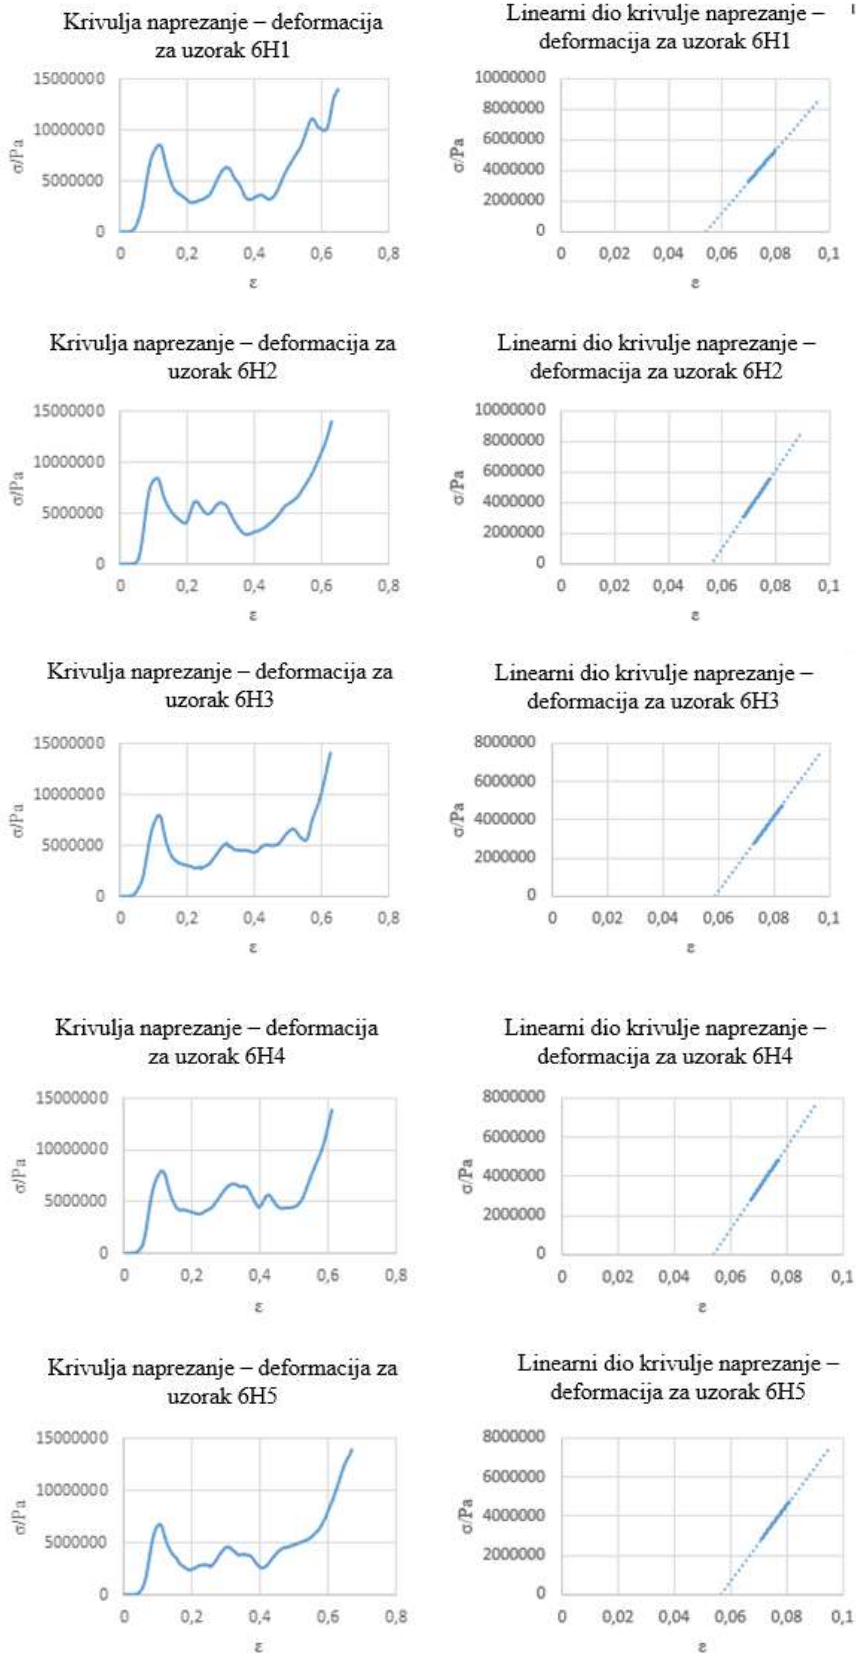 Krivulja naprezanje – deformacija
za uzorak 6H1
15000000
10000000
5000000
0
σ/Pa
0 0,2 0,4 0,6 0,8
ε
Linearni dio krivulje naprezanje –
deformacija za uzorak 6H1
10000000
8000000
6000000
4000000
2000000
0
σ/Pa
0 0,02 0,04 0,06 0,08 0,1
ε
Krivulja naprezanje – deformacija za
uzorak 6H2
15000000
10000000
5000000
0
σ/Pa
0 0,2 0,4 0,6 0,8
ε
Linearni dio krivulje naprezanje –
deformacija za uzorak 6H2
10000000
8000000
6000000
4000000
2000000
0
σ/Pa
0 0,02 0,04 0,06 0,08 0,1
ε
Krivulja naprezanje – deformacija za
uzorak 6H3
15000000
10000000
5000000
0
σ/Pa
0 0,2 0,4 0,6 0,8
ε
Linearni dio krivulje naprezanje –
deformacija za uzorak 6H3
8000000
6000000
4000000
2000000
0
σ/Pa
0 0,02 0,04 0,06 0,08 0,1
ε
Krivulja naprezanje – deformacija
za uzorak 6H4
15000000
10000000
5000000
0
σ/Pa
0 0,2 0,4 0,6 0,8
ε
Linearni dio krivulje naprezanje –
deformacija za uzorak 6H4
8000000
6000000
4000000
2000000
0
σ/Pa
0 0,02 0,04 0,06 0,08 0,1
ε
Krivulja naprezanje – deformacija za
uzorak 6H5
15000000
10000000
5000000
0
σ/Pa
0 0,2 0,4 0,6 0,8
ε
Linearni dio krivulje naprezanje –
deformacija za uzorak 6H5
8000000
6000000
4000000
2000000
0
σ/Pa
0 0,02 0,04 0,06 0,08 0,1
ε